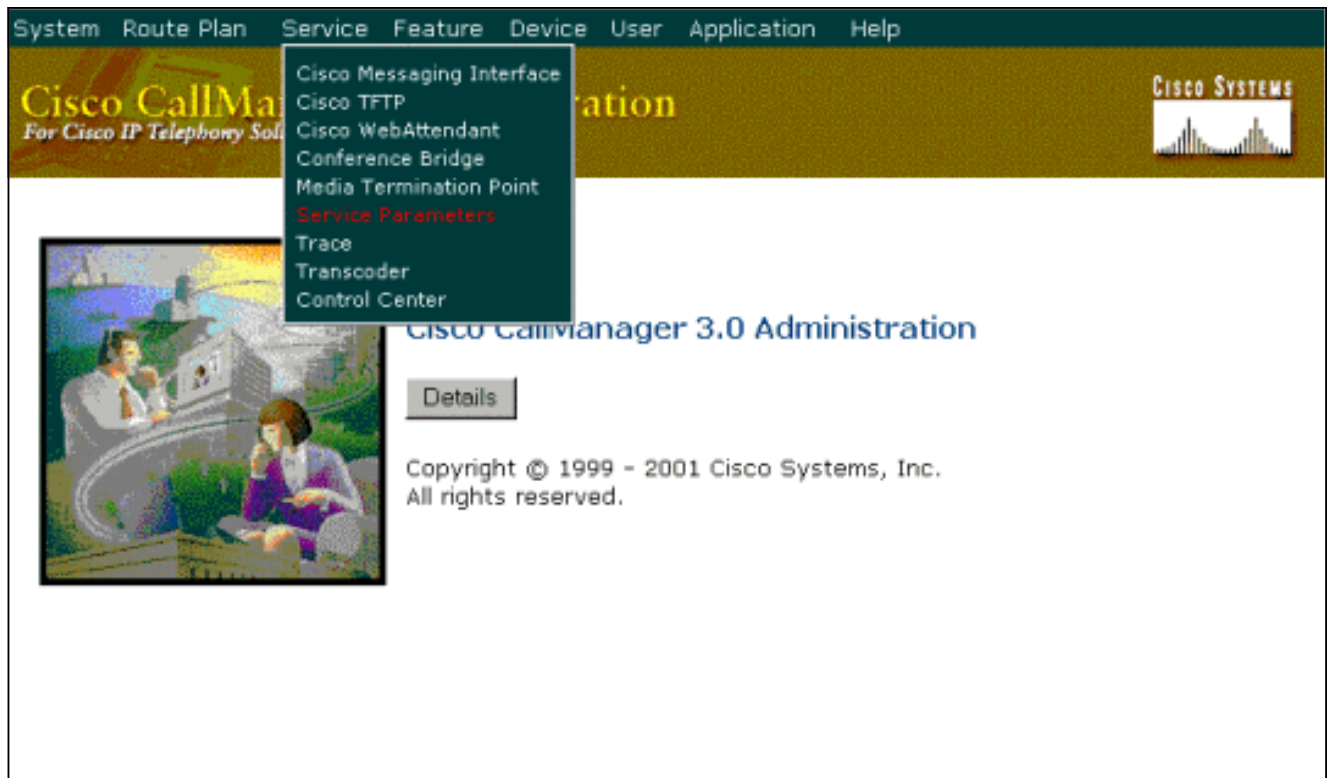 System Route Plan Service Feature Device User Application Help
Cisco CallMa ration
For Cisco IP Telephony Sol
CISCO SYSTEMS
Cisco Messaging Interface
Cisco TFTP
Cisco WebAttendant
Conference Bridge
Media Termination Point
Service Parameters
Trace
Transcoder
Control Center
Cisco CallManager 3.0 Administration
Details
Copyright © 1999 - 2001 Cisco Systems, Inc.
All rights reserved.